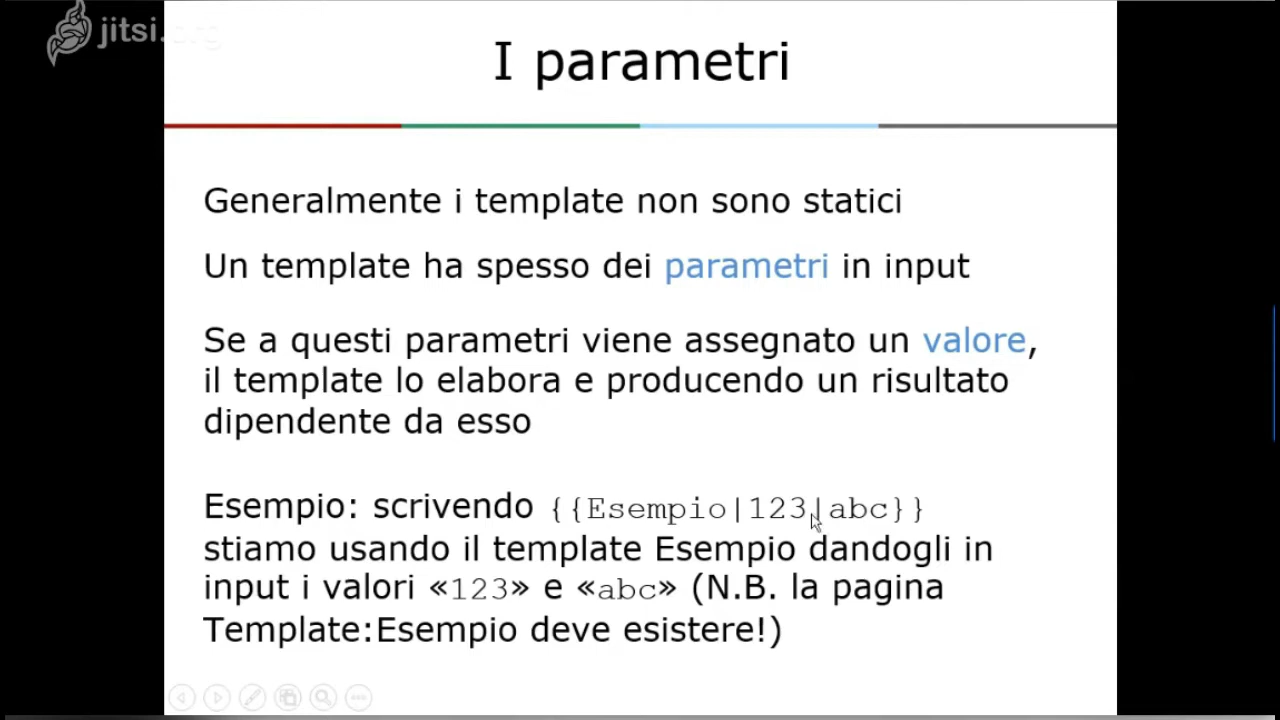 jitsi.org
I parametri
Generalmente i template non sono statici
Un template ha spesso dei parametri in input
Se a questi parametri viene assegnato un valore,
il template lo elabora e producendo un risultato
dipendente da esso
Esempio: scrivendo {{Esempio|123|abc}}
stiamo usando il template Esempio dandogli in
input i valori «123» e «abc» (N.B. la pagina
Template:Esempio deve esistere!)